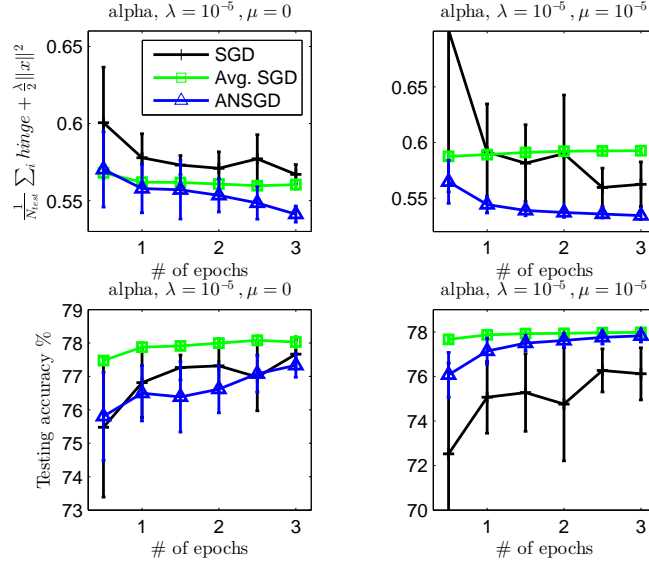 alpha, λ = 10⁻⁵, μ = 0
alpha, λ = 10⁻⁵, μ = 10⁻⁵
1/N_test ∑_i hinge + λ/2 ||x||²
0.65
0.6
0.55
SGD
Avg. SGD
ANSGD
1 2 3
# of epochs
0.65
0.6
0.55
1 2 3
# of epochs
alpha, λ = 10⁻⁵, μ = 0
alpha, λ = 10⁻⁵, μ = 10⁻⁵
Testing accuracy %
79
78
77
76
75
74
73
1 2 3
# of epochs
78
76
74
72
70
1 2 3
# of epochs